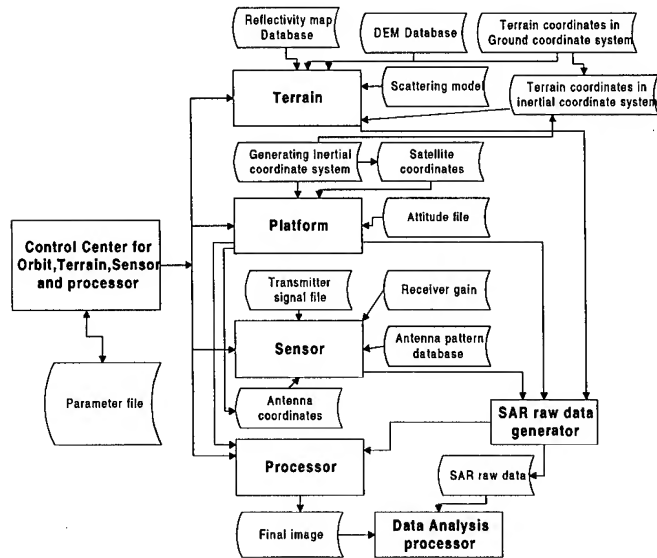 Reflectivity map
Database
DEM Database
Terrain coordinates in
Ground coordinate system
Terrain
Scattering model
Terrain coordinates in
inertial coordinate system
Generating Inertial
coordinate system
Satellite
coordinates
Platform
Attitude file
Control Center for
Orbit,Terrain,Sensor
and processor
Transmitter
signal file
Receiver gain
Sensor
Antenna pattern
database
Parameter file
Antenna
coordinates
SAR raw data
generator
Processor
SAR raw data
Final image
Data Analysis
processor